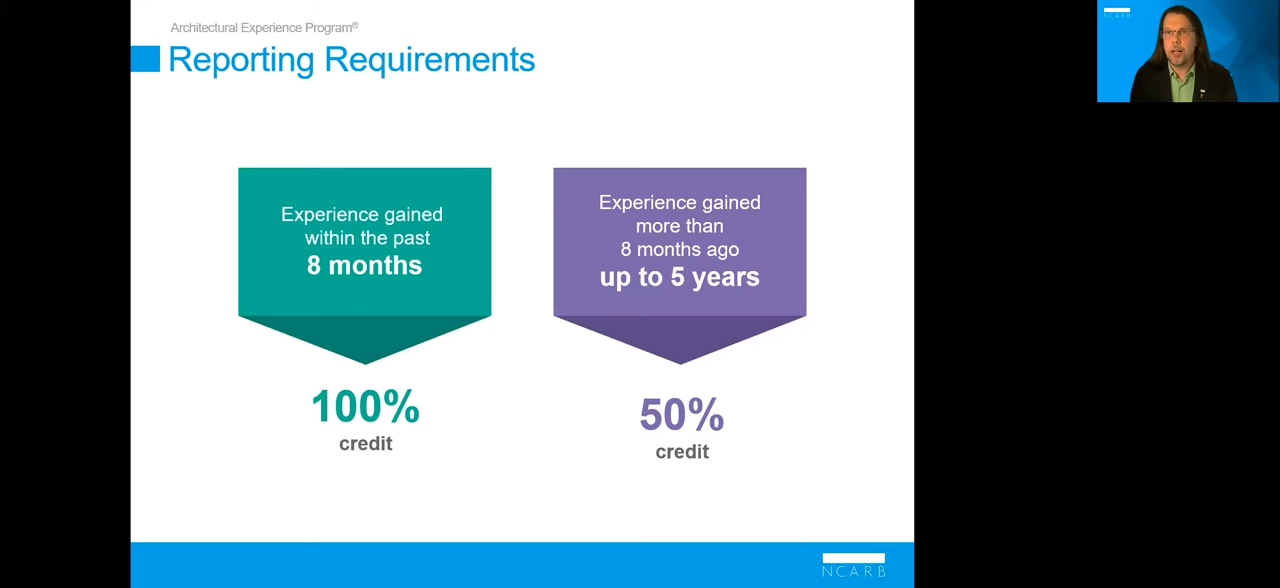 Architectural Experience Program®
Reporting Requirements
Experience gained
within the past
8 months
100%
credit
Experience gained
more than
8 months ago
up to 5 years
50%
credit
NCARB
NCARB